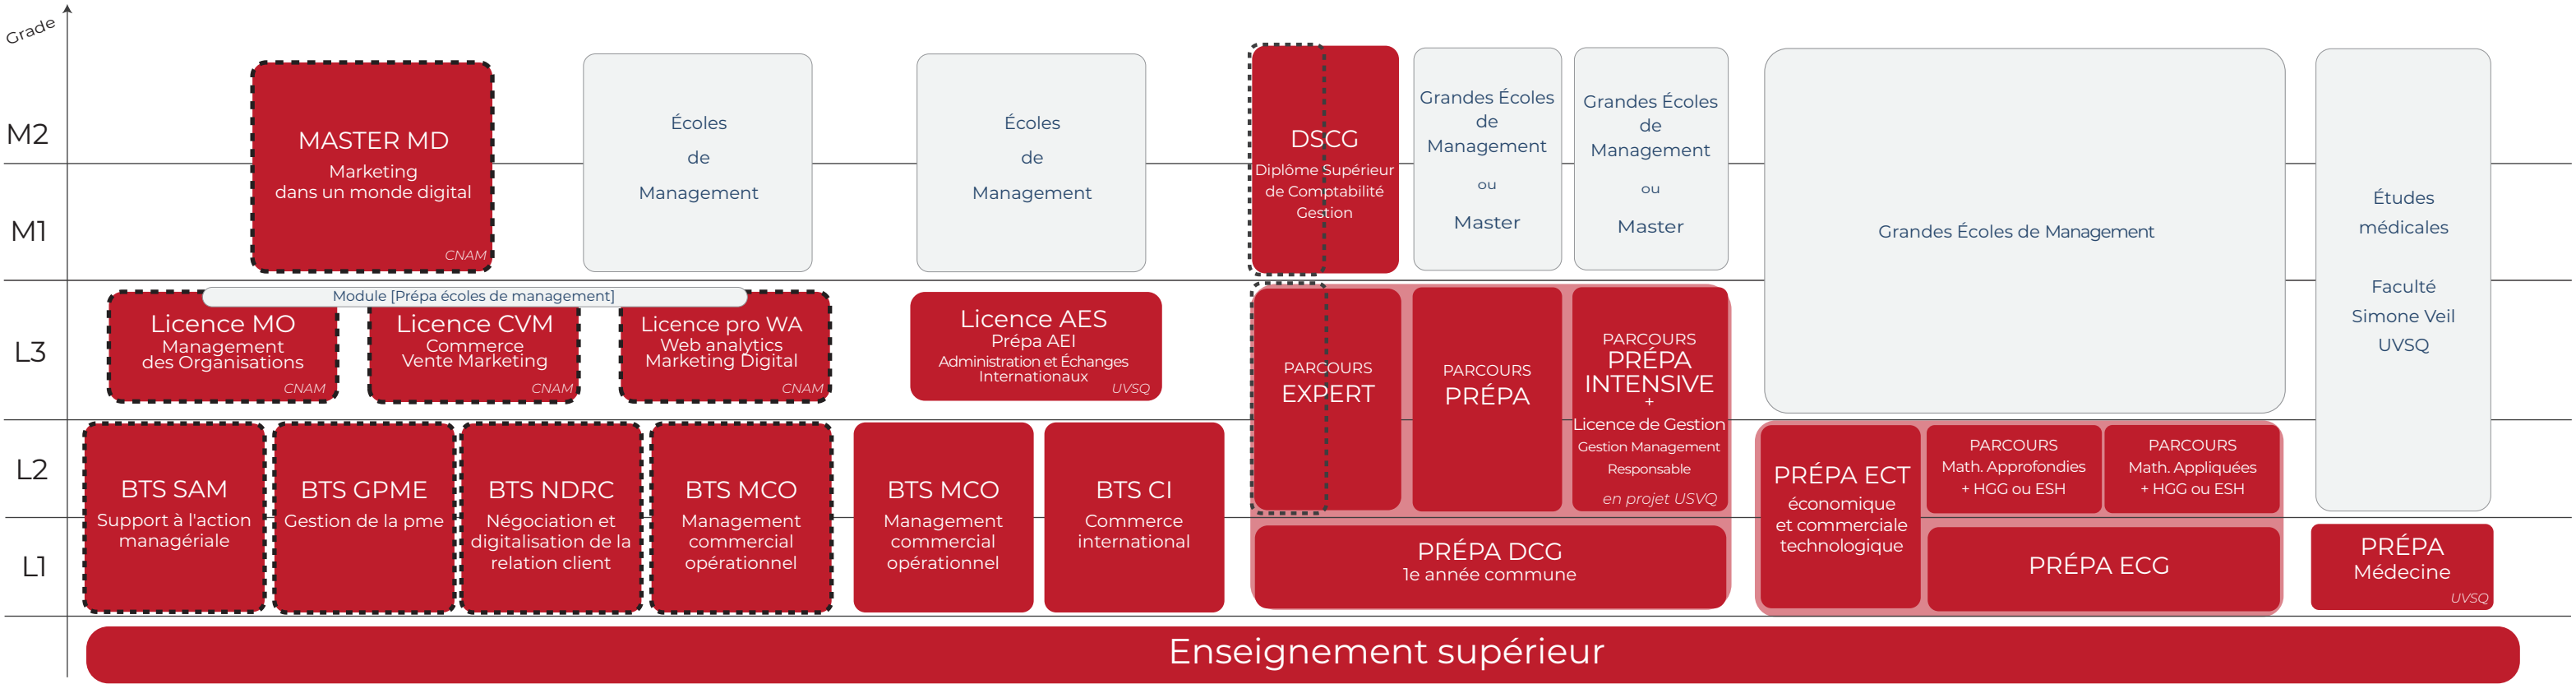 Grade
M2
M1
L3
L2
L1
MASTER MD
Marketing
dans un monde digital
CNAM
Écoles
de
Management
Écoles
de
Management
DSCG
Diplôme Supérieur
de Comptabilité
Gestion
Grandes Écoles
de
Management
ou
Master
Grandes Écoles
de
Management
ou
Master
Grandes Écoles de Management
Études
médicales
Faculté
Simone Veil
UVSQ
Module [Prépa écoles de management]
Licence MO
Management
des Organisations
CNAM
Licence CVM
Commerce
Vente Marketing
CNAM
Licence pro WA
Web analytics
Marketing Digital
CNAM
Licence AES
Prépa AEI
Administration et Échanges
Internationaux
UVSQ
PARCOURS
EXPERT
PARCOURS
PRÉPA
PARCOURS
PRÉPA
INTENSIVE
+
Licence de Gestion
Gestion Management
Responsable
en projet USVQ
BTS SAM
Support à l'action
managériale
BTS GPME
Gestion de la pme
BTS NDRC
Négociation et
digitalisation de la
relation client
BTS MCO
Management
commercial
opérationnel
BTS MCO
Management
commercial
opérationnel
BTS CI
Commerce
international
PRÉPA DCG
1e année commune
PRÉPA ECT
économique
et commerciale
technologique
PARCOURS
Math. Approfondies
+ HGG ou ESH
PARCOURS
Math. Appliquées
+ HGG ou ESH
PRÉPA ECG
PRÉPA
Médecine
UVSQ
Enseignement supérieur